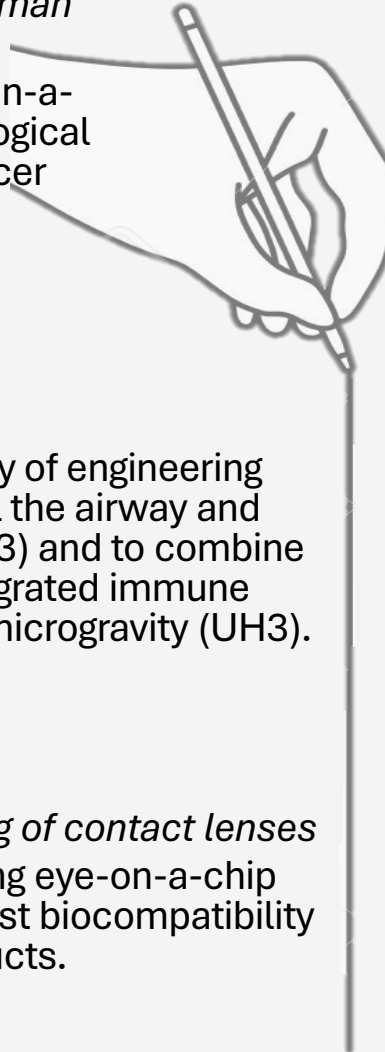 man
n-a-
ogical
cer
y of engineering
the airway and
3) and to combine
grated immune
microgravity (UH3).
g of contact lenses
ng eye-on-a-chip
st biocompatibility
ucts.